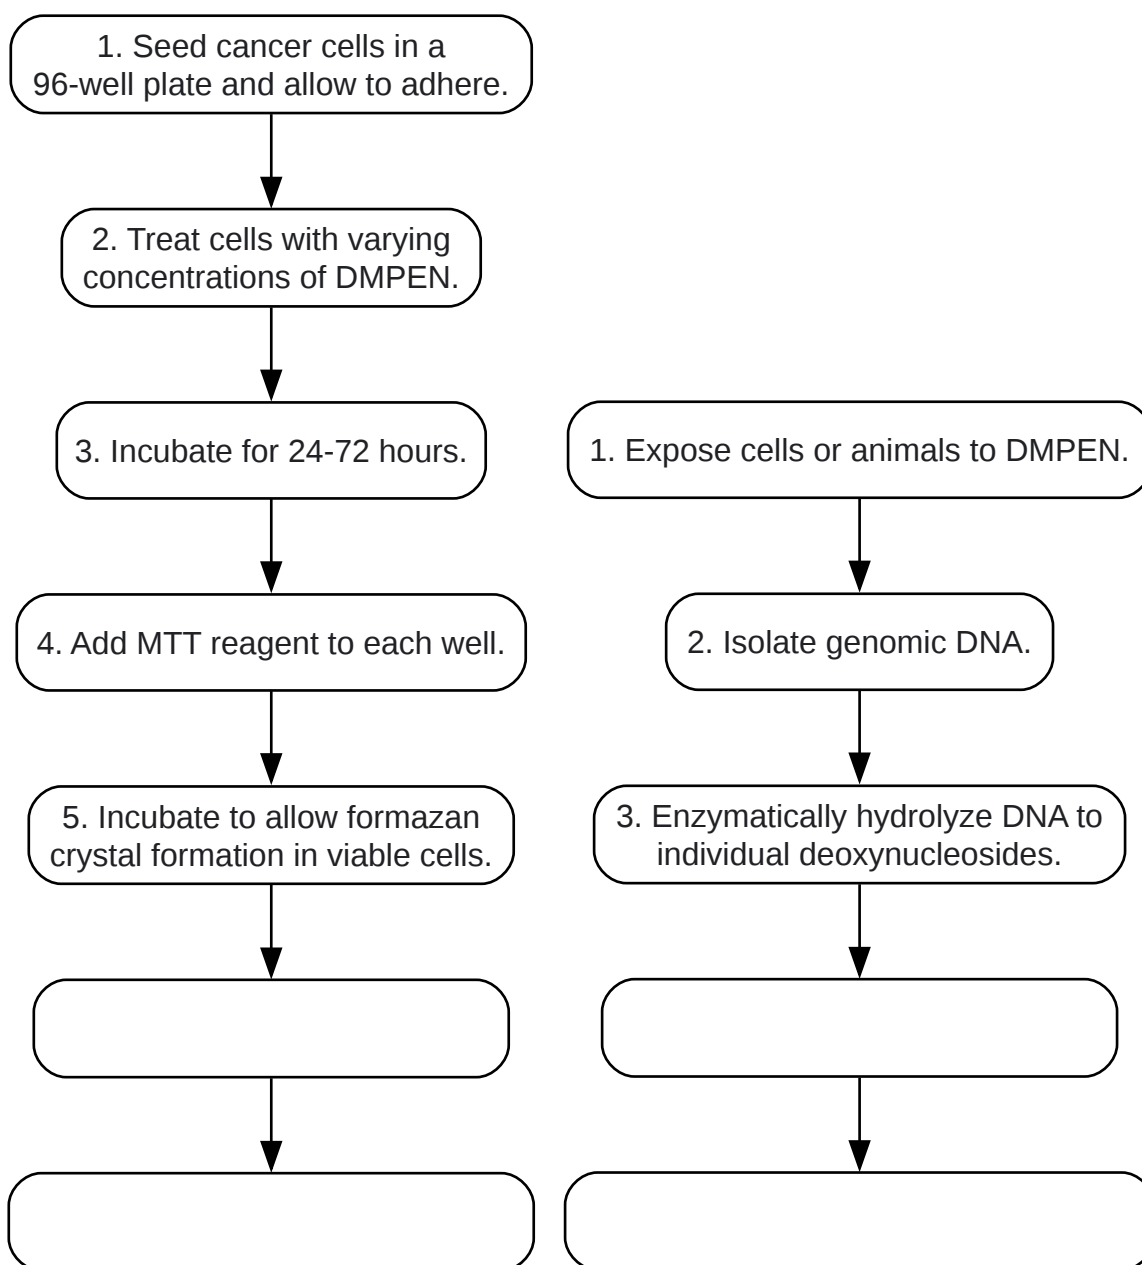 1. Seed cancer cells in a
96-well plate and allow to adhere.
2. Treat cells with varying
concentrations of DMPEN.
3. Incubate for 24-72 hours.
4. Add MTT reagent to each well.
5. Incubate to allow formazan
crystal formation in viable cells.
1. Expose cells or animals to DMPEN.
2. Isolate genomic DNA.
3. Enzymatically hydrolyze DNA to
individual deoxynucleosides.